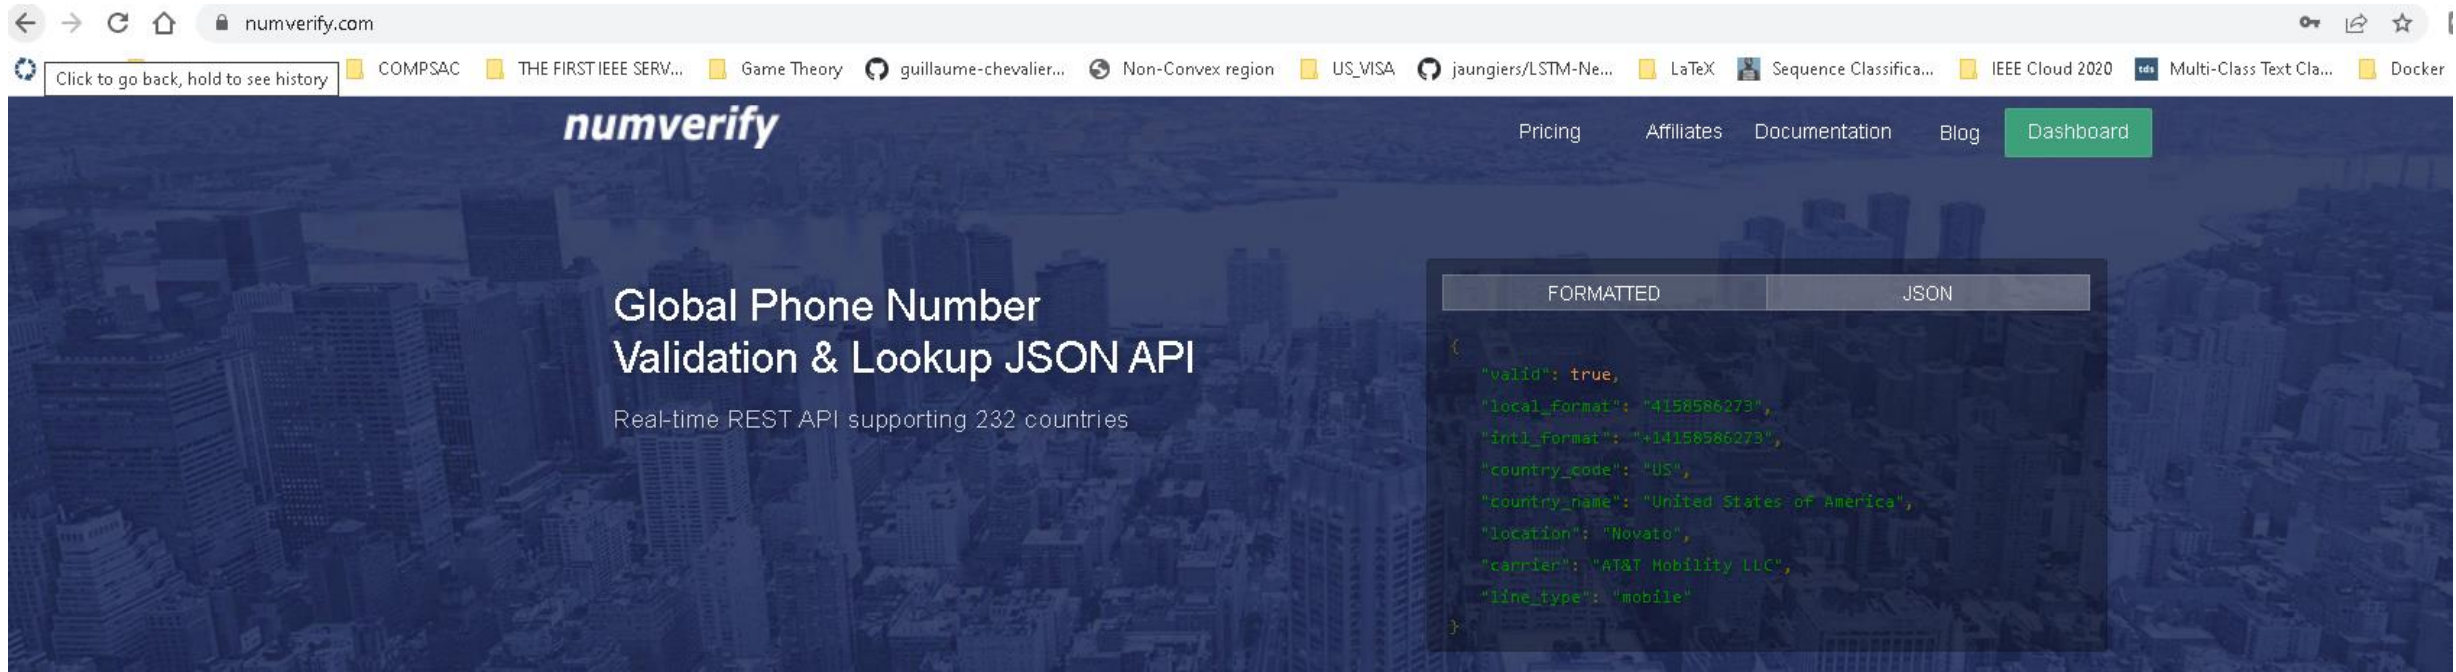 numverify.com
Click to go back, hold to see history COMPSAC THE FIRST IEEE SERV... Game Theory guillaume-chevalier... Non-Convex region US_VISA jaungiers/LSTM-Ne... LaTeX Sequence Classifica... IEEE Cloud 2020 tds Multi-Class Text Cla... Docker
numverify Pricing Affiliates Documentation Blog Dashboard
Global Phone Number
Validation & Lookup JSON API
Real-time REST API supporting 232 countries
FORMATTED JSON
{
"valid": true,
"local_format": "4158586273",
"intl_format": "+14158586273",
"country_code": "US",
"country_name": "United States of America",
"location": "Novato",
"carrier": "AT&T Mobility LLC",
"line_type": "mobile"
}